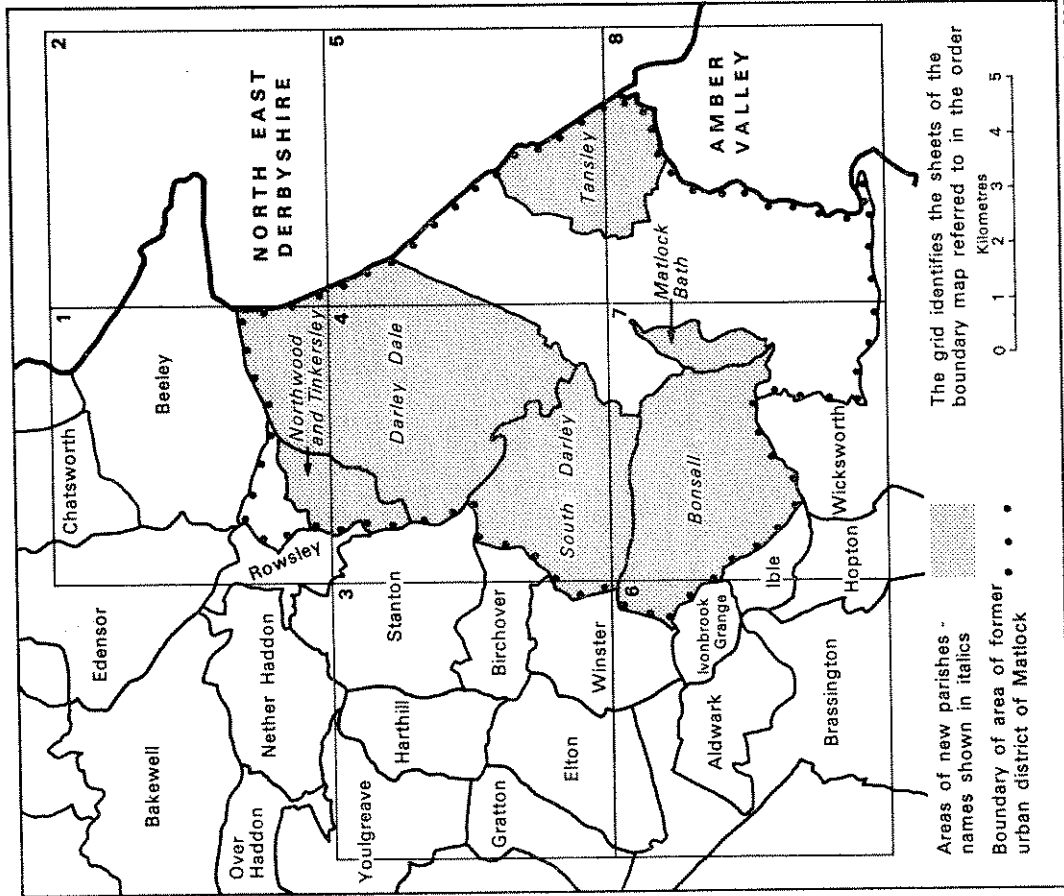 2
1
NORTH EAST
DERBYSHIRE
Chatsworth
Beeley
Edensor
Bakewell
Rowsley
Northwood
and Tinkersley
Nether Haddon
Over
Haddon
5
4
3
Darley Dale
Stanton
Harthill
Youlgreave
Birchover
South Darley
Gratton
Elton
Winster
Tansley
8
7
6
AMBER
VALLEY
Matlock
Bath
Bonsall
Ivonbrook
Grange
Ible
Aldwark
Wicksworth
Hopton
Brassington
Areas of new parishes -
names shown in italics
Boundary of area of former
urban district of Matlock
The grid identifies the sheets of the
boundary map referred to in the order
Kilometres
0 1 2 3 4 5